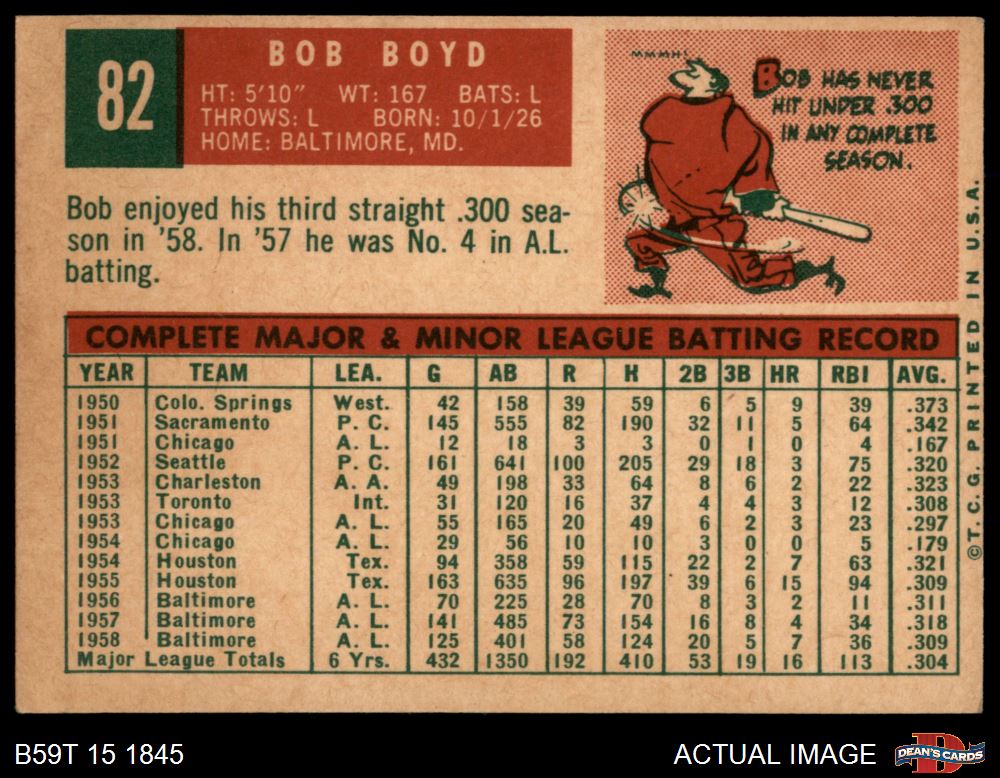 82
BOB BOYD
HT: 5'10" WT: 167 BATS: L
THROWS: L BORN: 10/1/26
HOME: BALTIMORE, MD.
MMMH!
BOB HAS NEVER
HIT UNDER .300
IN ANY COMPLETE
SEASON.
Bob enjoyed his third straight .300 sea-
son in '58. In '57 he was No. 4 in A.L.
batting.
COMPLETE MAJOR & MINOR LEAGUE BATTING RECORD
YEAR TEAM LEA. G AB R H 2B 3B HR RBI AVG.
1950 Colo. Springs West. 42 158 39 59 6 5 9 39 .373
1951 Sacramento P. C. 145 555 82 190 32 11 5 64 .342
1951 Chicago A. L. 12 18 3 3 0 1 0 4 .167
1952 Seattle P. C. 161 641 100 205 29 18 3 75 .320
1953 Charleston A. A. 49 198 33 64 8 6 2 22 .323
1953 Toronto Int. 31 120 16 37 4 4 3 12 .308
1953 Chicago A. L. 55 165 20 49 6 2 3 23 .297
1954 Chicago A. L. 29 56 10 10 3 0 0 5 .179
1954 Houston Tex. 94 358 59 115 22 2 7 63 .321
1955 Houston Tex. 163 635 96 197 39 6 15 94 .309
1956 Baltimore A. L. 70 225 28 70 8 3 2 11 .311
1957 Baltimore A. L. 141 485 73 154 16 8 4 34 .318
1958 Baltimore A. L. 125 401 58 124 20 5 7 36 .309
Major League Totals 6 Yrs. 432 1350 192 410 53 19 16 113 .304
© T.C.G. PRINTED IN U.S.A.
B59T 15 1845
ACTUAL IMAGE
DEAN'S CARDS